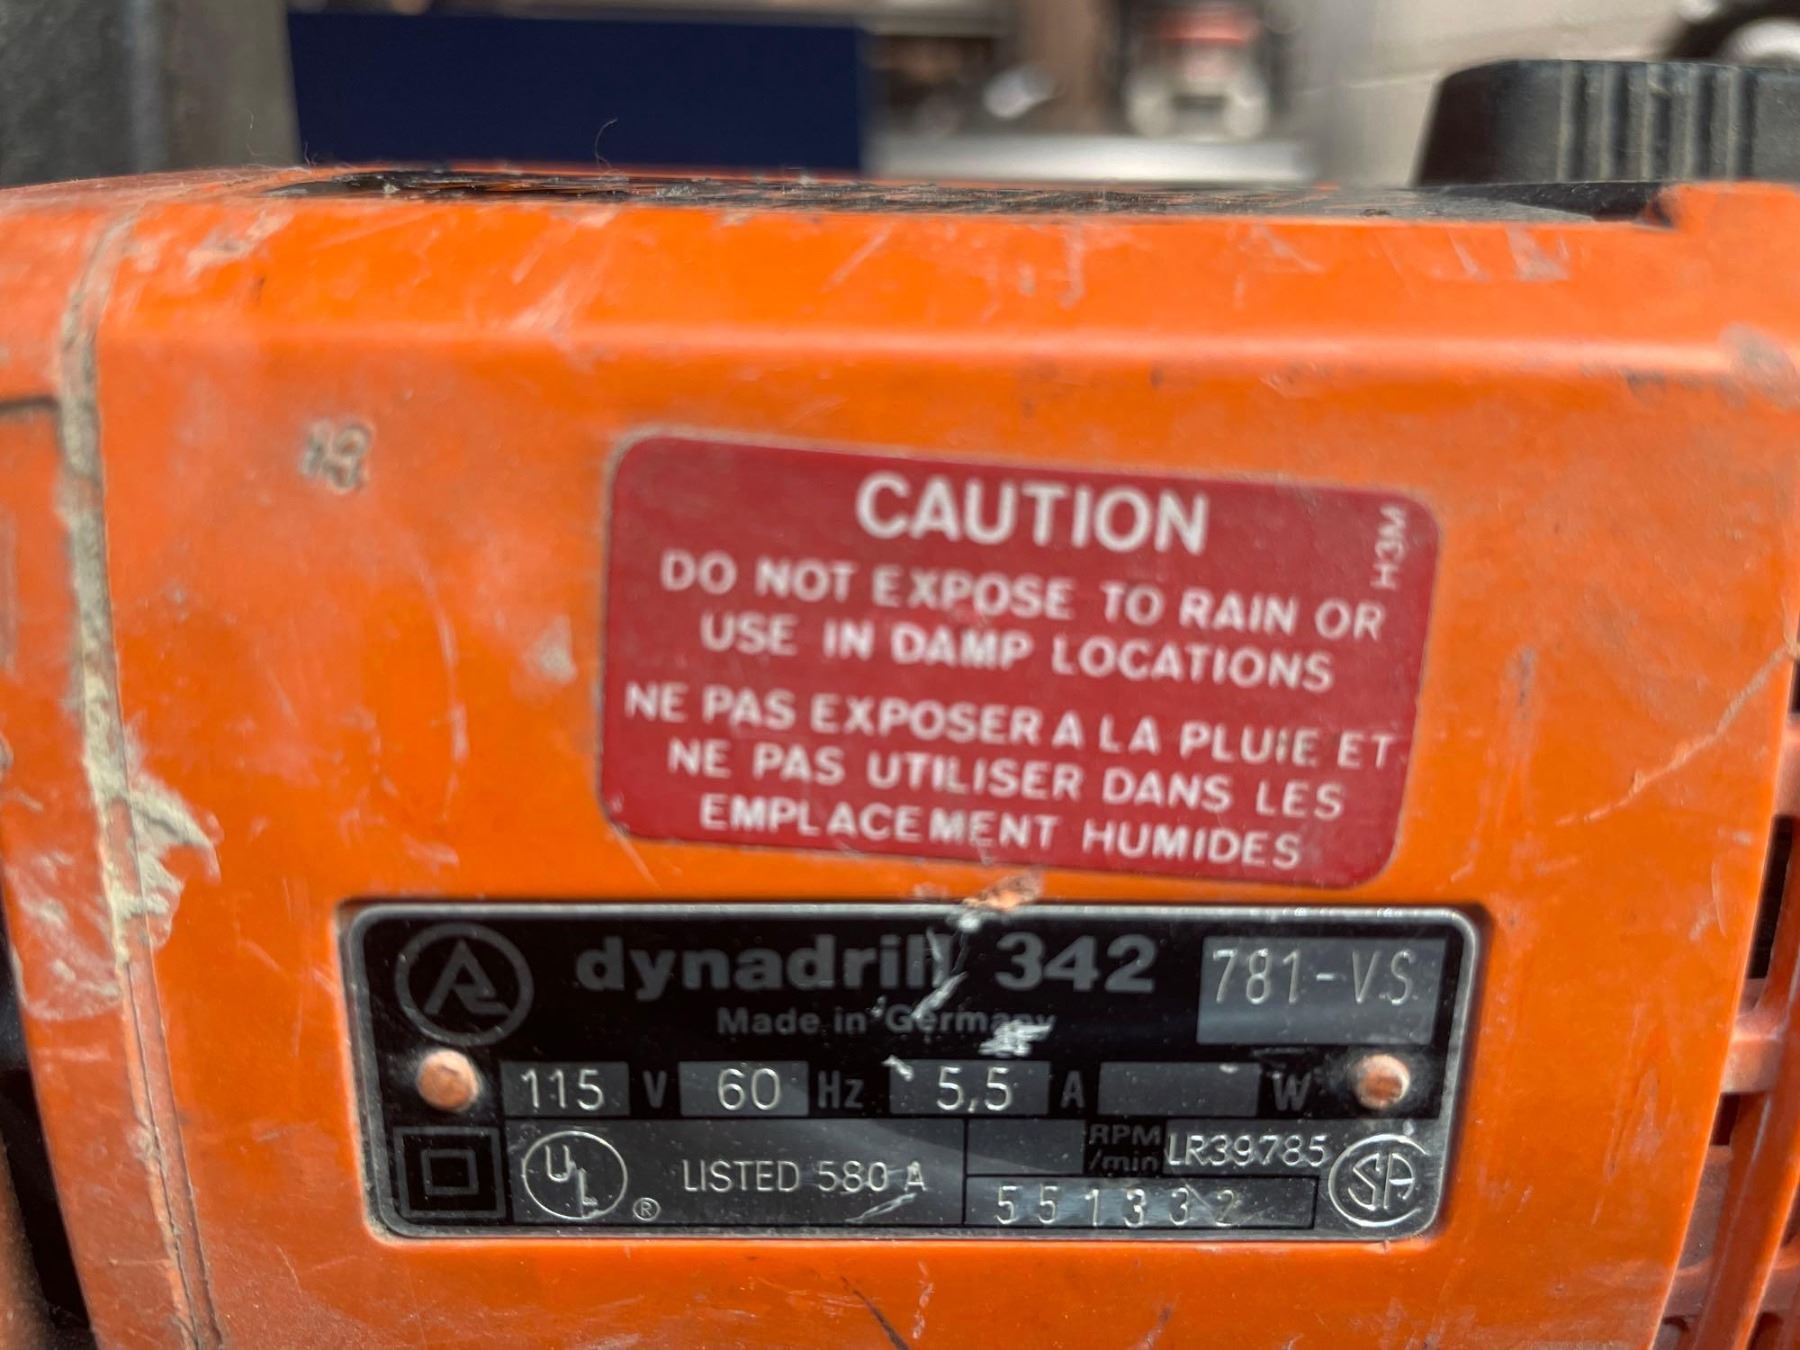 CAUTION
H3M
DO NOT EXPOSE TO RAIN OR
USE IN DAMP LOCATIONS
NE PAS EXPOSER A LA PLUIE ET
NE PAS UTILISER DANS LES
EMPLACEMENT HUMIDES
dynadrill 342 781-V.S.
Made in Germany
115 V 60 Hz 5,5 A W
UL ® LISTED 580 A RPM /min LR39785 SA
551332